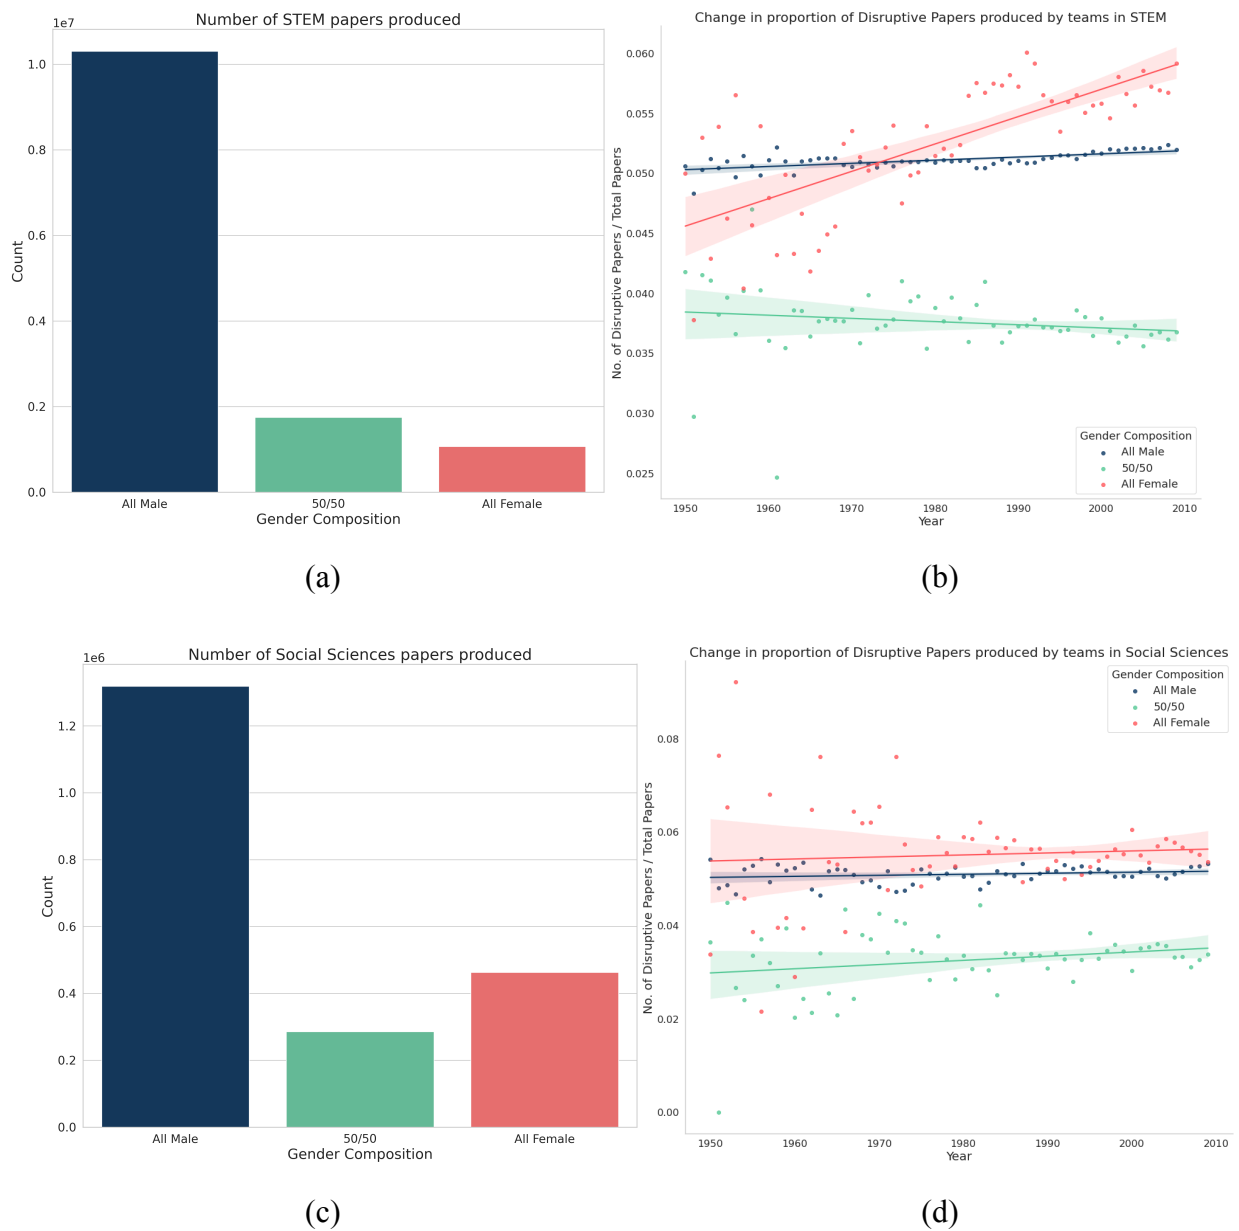 Number of STEM papers produced
1e7
1.0
0.8
0.6
0.4
0.2
0.0
Count
All Male
50/50
All Female
Gender Composition
(a)
Change in proportion of Disruptive Papers produced by teams in STEM
0.060
0.055
0.050
0.045
0.040
0.035
0.030
0.025
No. of Disruptive Papers / Total Papers
Gender Composition
All Male
50/50
All Female
1950
1960
1970
1980
1990
2000
2010
Year
(b)
Number of Social Sciences papers produced
1e6
1.2
1.0
0.8
0.6
0.4
0.2
0.0
Count
All Male
50/50
All Female
Gender Composition
(c)
Change in proportion of Disruptive Papers produced by teams in Social Sciences
Gender Composition
All Male
50/50
All Female
0.08
0.06
0.04
0.02
0.00
No. of Disruptive Papers / Total Papers
1950
1960
1970
1980
1990
2000
2010
Year
(d)